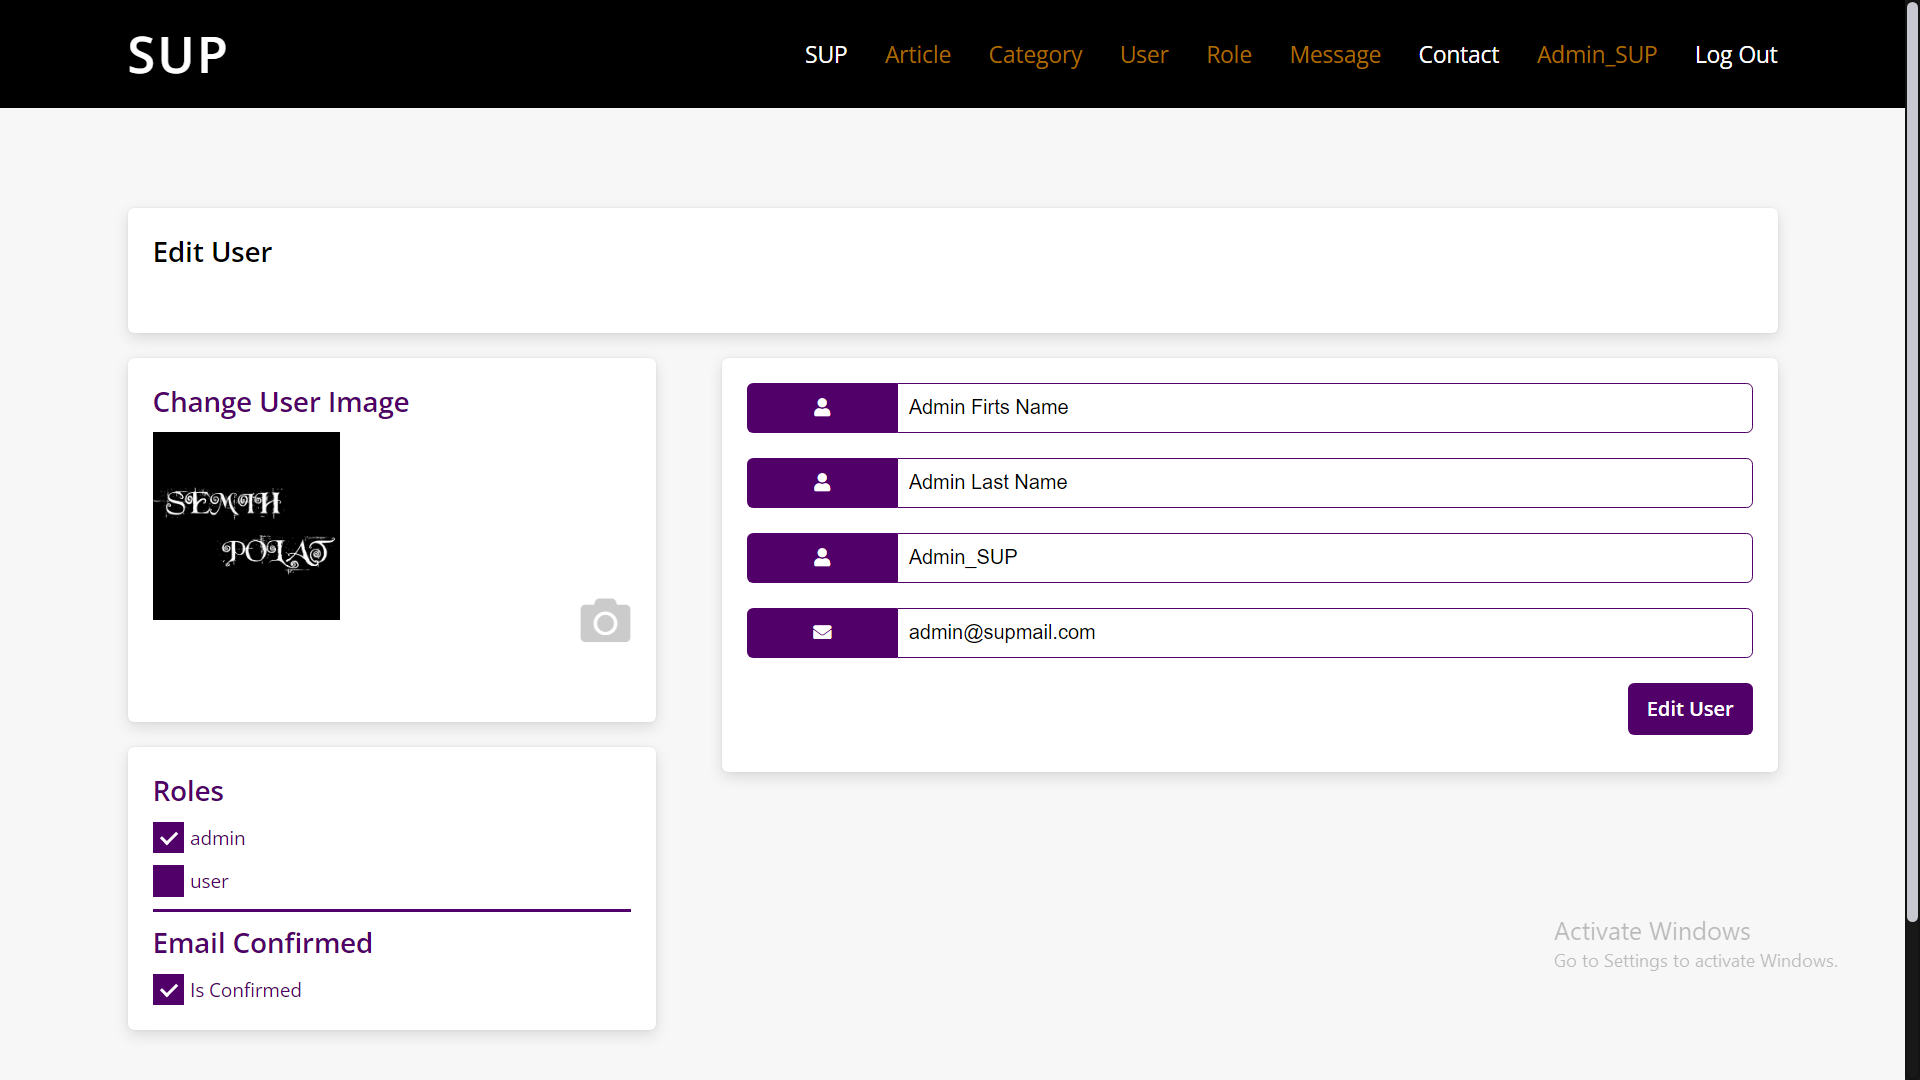 SUP
SUP Article Category User Role Message Contact Admin_SUP Log Out
Edit User
Change User Image
SEMIH
POLAT
Admin Firts Name
Admin Last Name
Admin_SUP
admin@supmail.com
Edit User
Roles
admin
user
Email Confirmed
Is Confirmed
Activate Windows
Go to Settings to activate Windows.